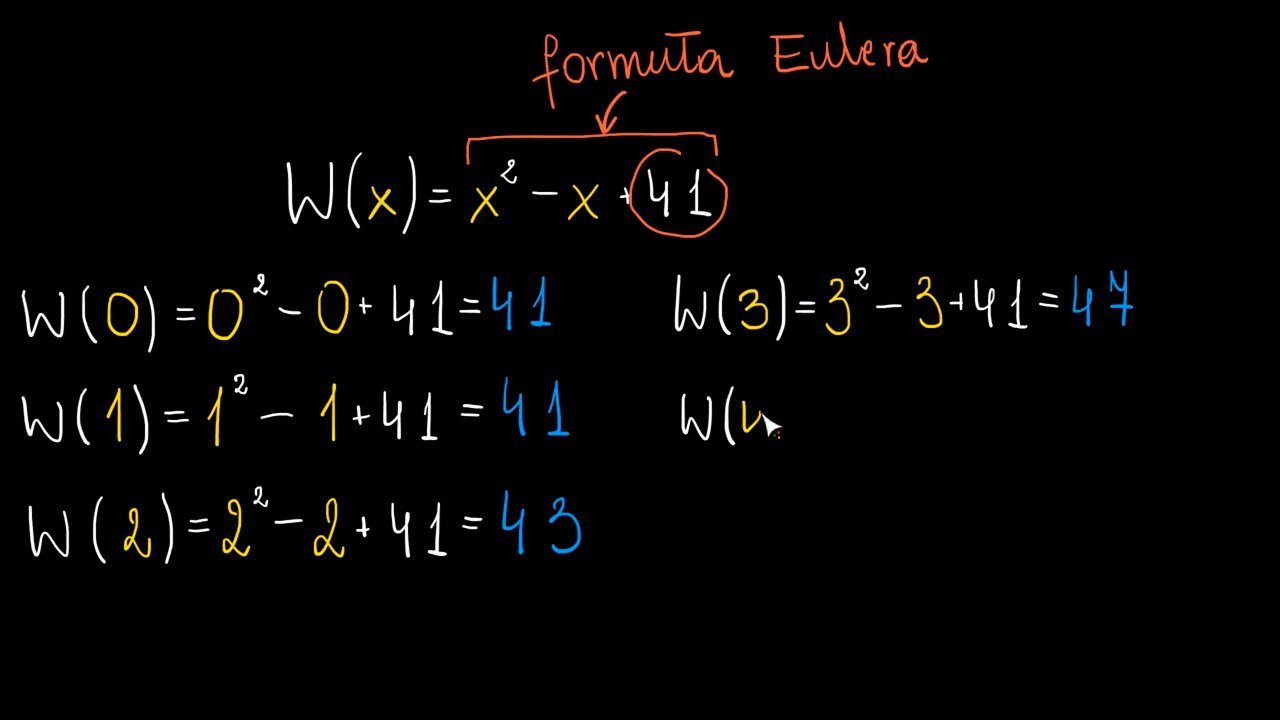 formuła Eulera
W(x) = x² − x + 41
W(0) = 0² − 0 + 41 = 41
W(1) = 1² − 1 + 41 = 41
W(2) = 2² − 2 + 41 = 43
W(3) = 3² − 3 + 41 = 47
W(